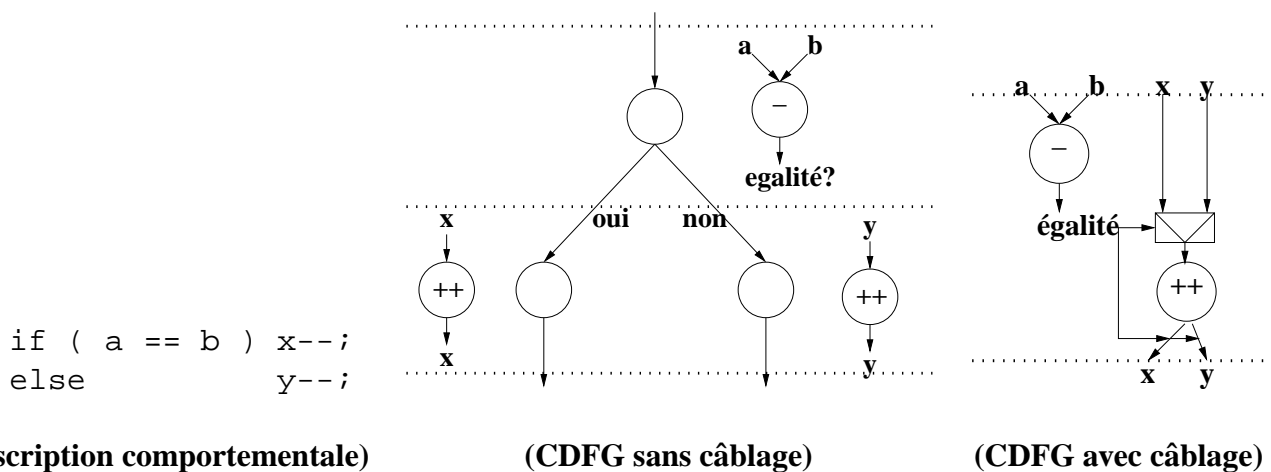 if ( a == b ) x--;
else y--;
scription comportementale)
a b
−
egalité?
oui non
x
++
x
y
++
y
(CDFG sans câblage)
a b x y
−
égalité
++
x y
(CDFG avec câblage)